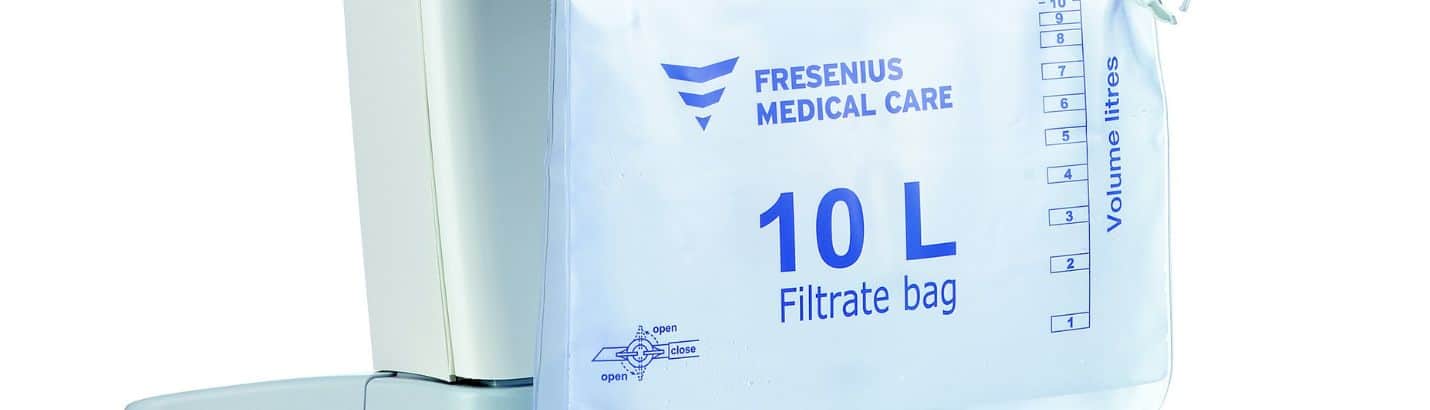 FRESENIUS
MEDICAL CARE
10 L
Filtrate bag
10
9
8
7
6
5
4
3
2
1
Volume litres
open
close
open